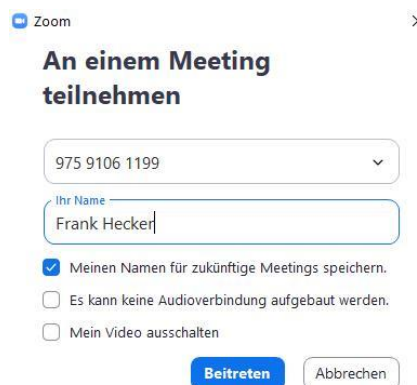 Zoom
An einem Meeting
teilnehmen
975 9106 1199
Ihr Name
Frank Hecker
Meinen Namen für zukünftige Meetings speichern.
Es kann keine Audioverbindung aufgebaut werden.
Mein Video ausschalten
Beitreten Abbrechen